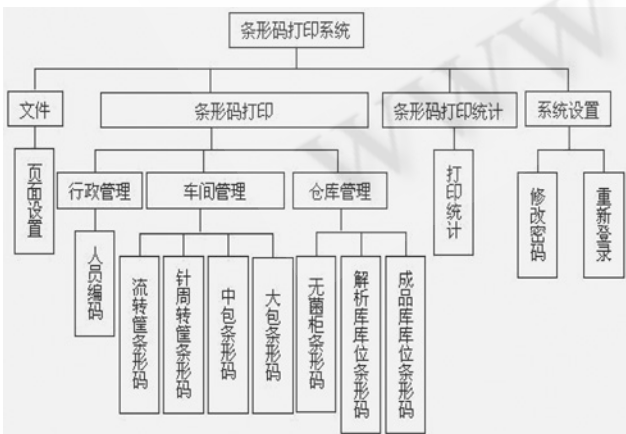 条形码打印系统
文件
条形码打印
条形码打印统计
系统设置
页面设置
行政管理
车间管理
仓库管理
打印统计
修改密码
重新登录
人员编码
流转筐条形码
针周转筐条形码
中包条形码
大包条形码
无菌柜条形码
解析库库位条形码
成品库库位条形码
WWW